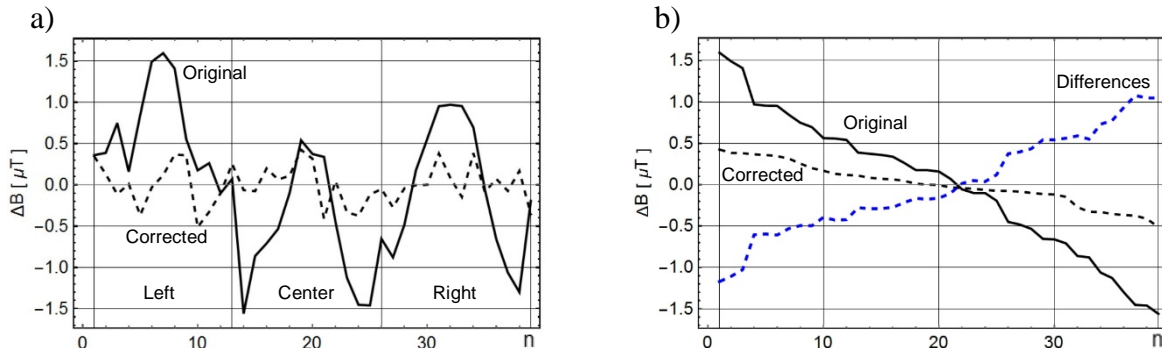 a)
1.5
1.0
0.5
0.0
-0.5
-1.0
-1.5
ΔB [ μT ]
Original
Corrected
Left Center Right
0 10 20 30 n
b)
1.5
1.0
0.5
0.0
-0.5
-1.0
-1.5
ΔB [ μT ]
Differences
Original
Corrected
0 10 20 30 n